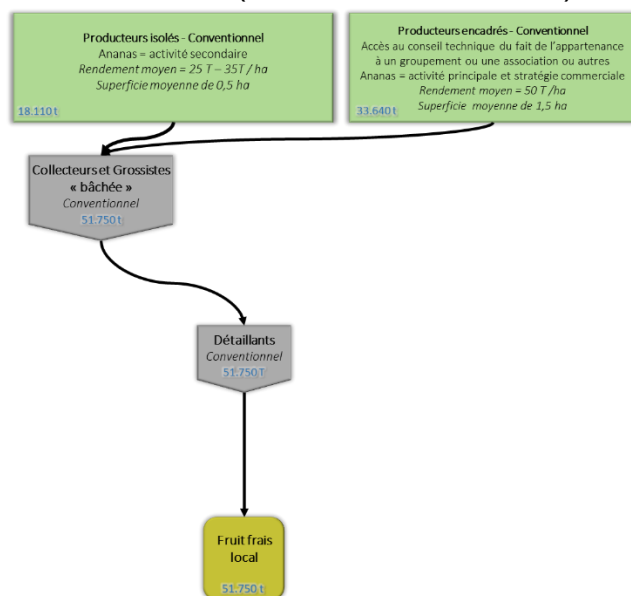 Producteurs isolés - Conventionnel
Ananas = activité secondaire
Rendement moyen = 25 T – 35T / ha
Superficie moyenne de 0,5 ha
18.110 t
Producteurs encadrés - Conventionnel
Accès au conseil technique du fait de l'appartenance
à un groupement ou une association ou autres
Ananas = activité principale et stratégie commerciale
Rendement moyen = 50 T /ha
Superficie moyenne de 1,5 ha
33.640 t
Collecteurs et Grossistes
« bâchée »
Conventionnel
51.750 t
Détaillants
Conventionnel
51.750 T
Fruit frais
local
51.750 t